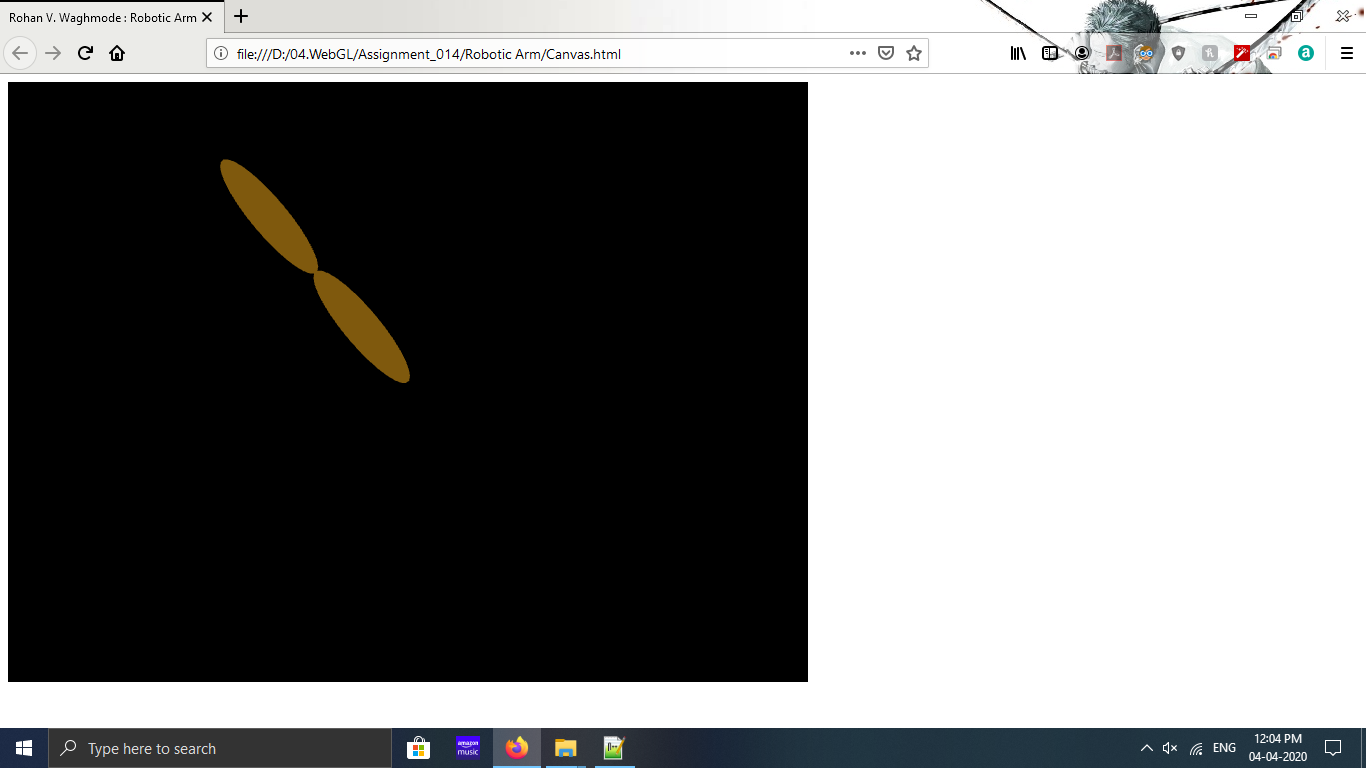 Rohan V. Waghmode : Robotic Arm
file:///D:/04.WebGL/Assignment_014/Robotic Arm/Canvas.html
Type here to search
amazon
music
ENG
12:04 PM
04-04-2020